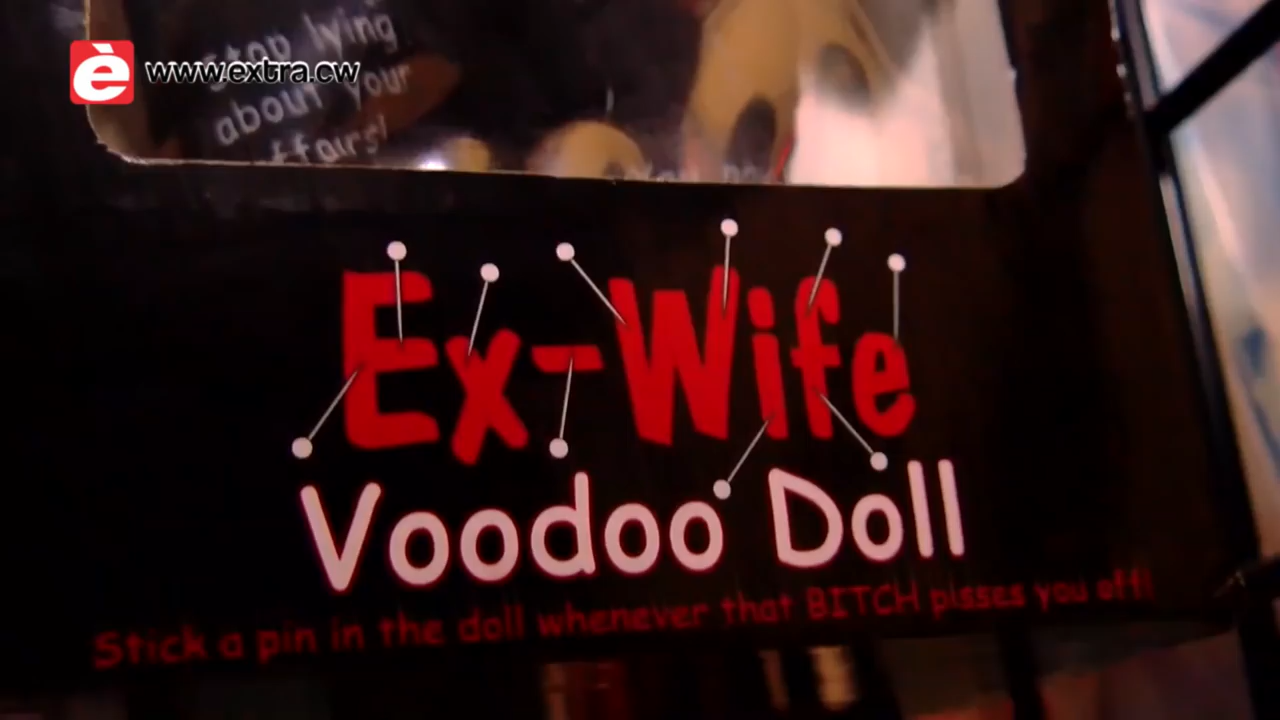 è www.extra.cw
Stop lying
about your
Ex-Wife
Voodoo Doll
Stick a pin in the doll whenever that BITCH pisses you off!